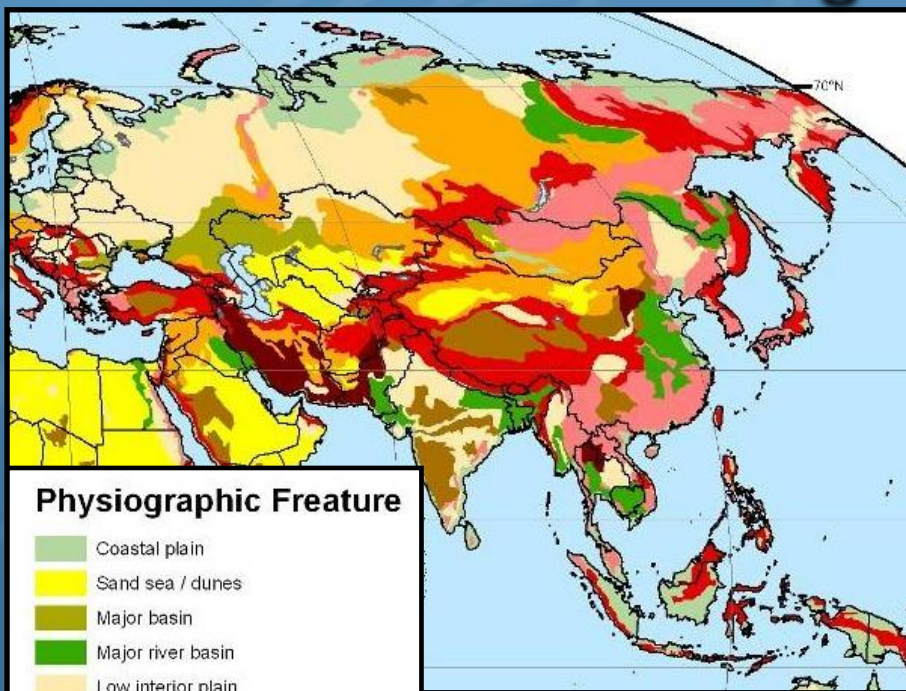 70°N
Physiographic Freature
Coastal plain
Sand sea / dunes
Major basin
Major river basin
Low interior plain